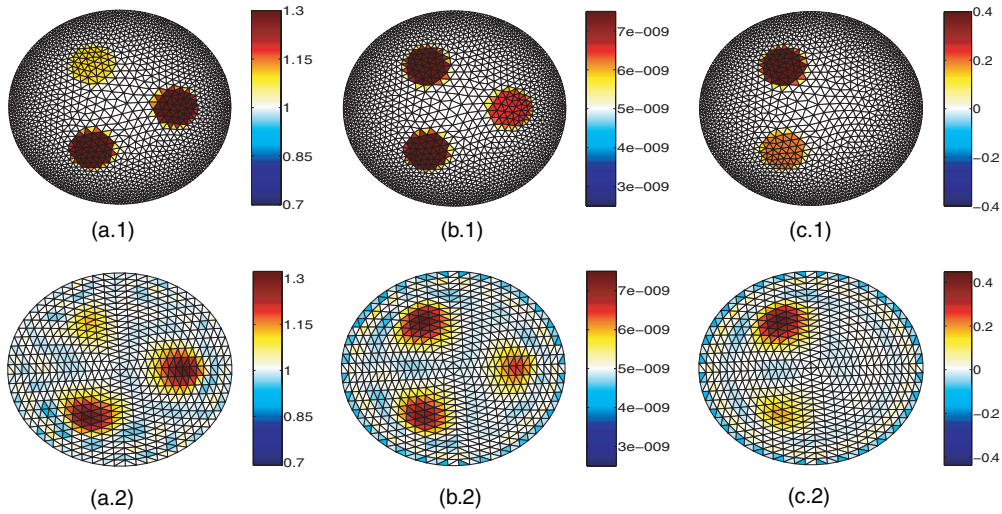 1.3
1.15
1
0.85
0.7
(a.1)
7e-009
6e-009
5e-009
4e-009
3e-009
(b.1)
0.4
0.2
0
-0.2
-0.4
(c.1)
1.3
1.15
1
0.85
0.7
(a.2)
7e-009
6e-009
5e-009
4e-009
3e-009
(b.2)
0.4
0.2
0
-0.2
-0.4
(c.2)